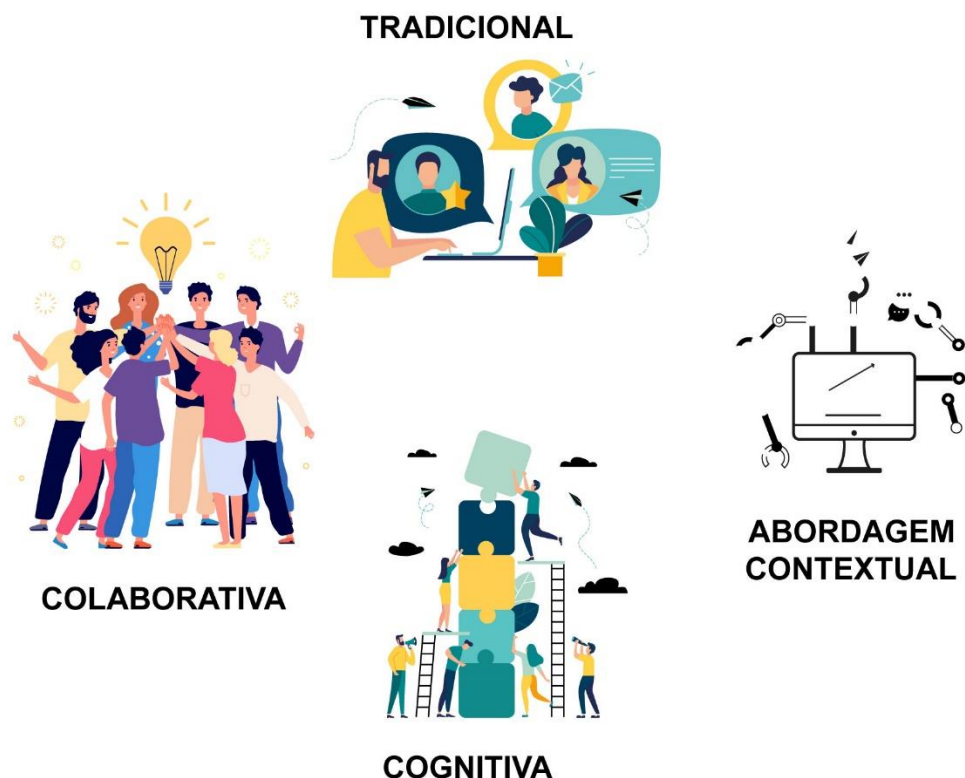 TRADICIONAL
COLABORATIVA
ABORDAGEM
CONTEXTUAL
COGNITIVA